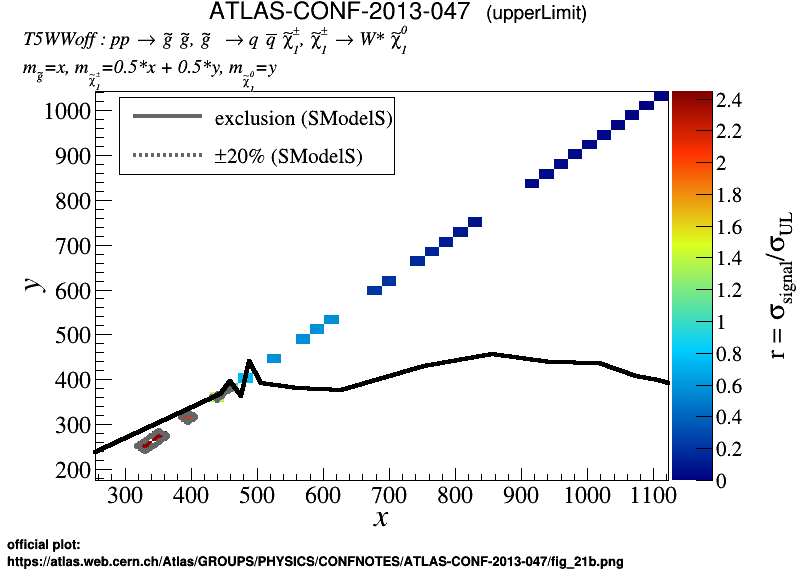 ATLAS-CONF-2013-047 (upperLimit)
T5WWoff : pp → g̃ g̃, g̃ → q q̄ χ̃₁±, χ̃₁± → W* χ̃₁⁰
m_g̃=x, m_χ̃₁±=0.5*x + 0.5*y, m_χ̃₁⁰=y
exclusion (SModelS)
±20% (SModelS)
1000
900
800
700
600
500
400
300
200
y
300 400 500 600 700 800 900 1000 1100
x
2.4
2.2
2
1.8
1.6
1.4
1.2
1
0.8
0.6
0.4
0.2
0
r = σsignal/σUL
official plot:
https://atlas.web.cern.ch/Atlas/GROUPS/PHYSICS/CONFNOTES/ATLAS-CONF-2013-047/fig_21b.png